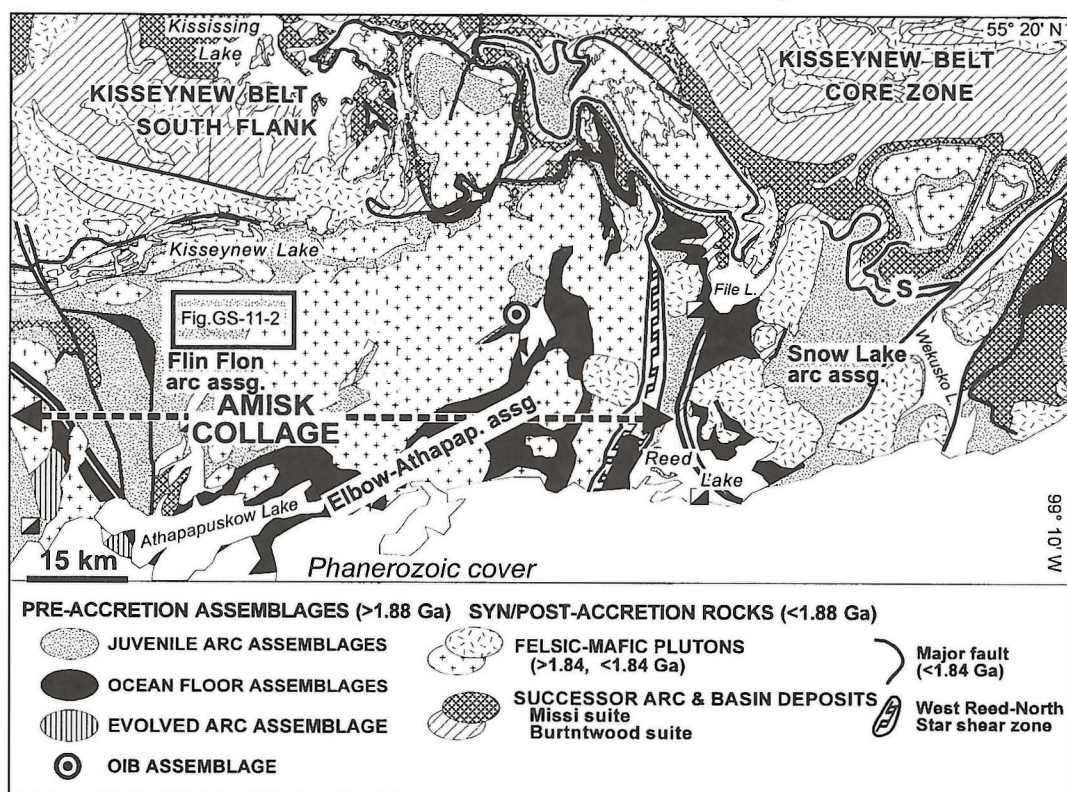 Kississing
Lake
55° 20' N
KISSEYNEW BELT
SOUTH FLANK
KISSEYNEW BELT
CORE ZONE
Kisseynew Lake
File L.
S
Fig.GS-11-2
Flin Flon
arc assg.
Snow Lake
arc assg.
Wekusko L
AMISK
COLLAGE
Elbow-Athapap. assg.
Reed
Lake
Athapapuskow Lake
99° 10' W
15 km
Phanerozoic cover
PRE-ACCRETION ASSEMBLAGES (>1.88 Ga)
JUVENILE ARC ASSEMBLAGES
OCEAN FLOOR ASSEMBLAGES
EVOLVED ARC ASSEMBLAGE
OIB ASSEMBLAGE
SYN/POST-ACCRETION ROCKS (<1.88 Ga)
FELSIC-MAFIC PLUTONS
(>1.84, <1.84 Ga)
SUCCESSOR ARC & BASIN DEPOSITS
Missi suite
Burtntwood suite
Major fault
(<1.84 Ga)
West Reed-North
Star shear zone